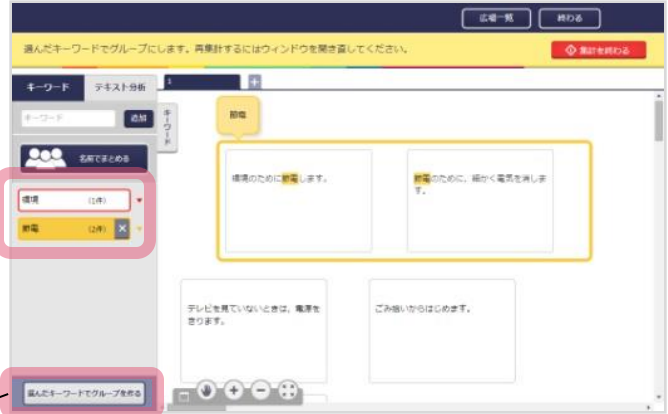 広場一覧
終わる
選んだキーワードでグループにします。再集計するにはウィンドウを開き直してください。
集計を終わる
キーワード
テキスト分析
1
キーワード
追加
キーワード
名前でまとめる
環境 (1件)
節電 (2件)
節電
環境のために節電します。
節電のために、細かく電気を消しま
す。
テレビを見ていないときは、電源を
きります。
ごみ拾いからはじめます。
選んだキーワードでグループを作る